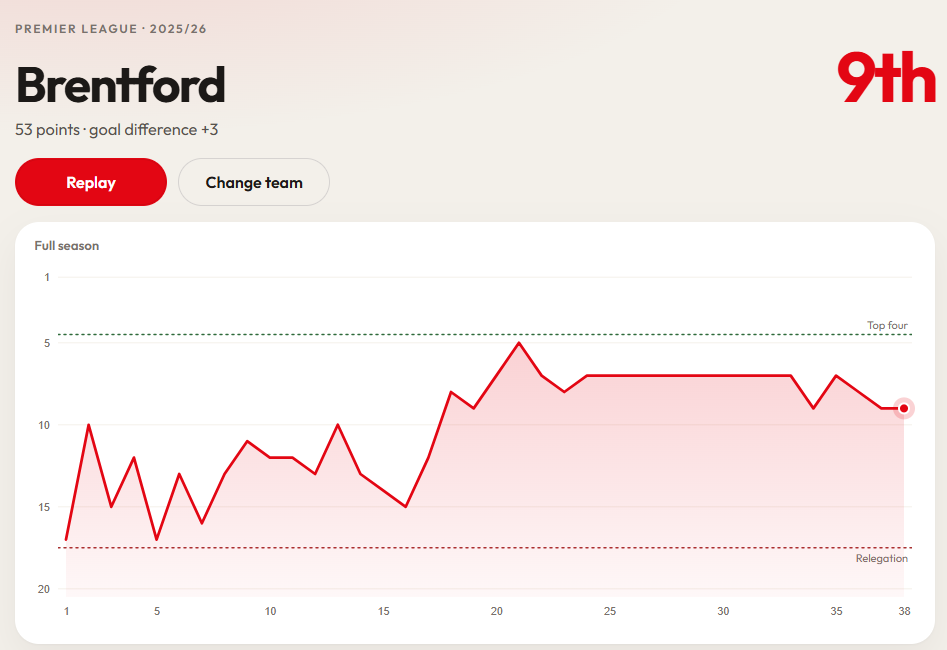 PREMIER LEAGUE · 2025/26
Brentford
9th
53 points · goal difference +3
Replay
Change team
Full season
1
Top four
5
10
15
Relegation
20
1 5 10 15 20 25 30 35 38